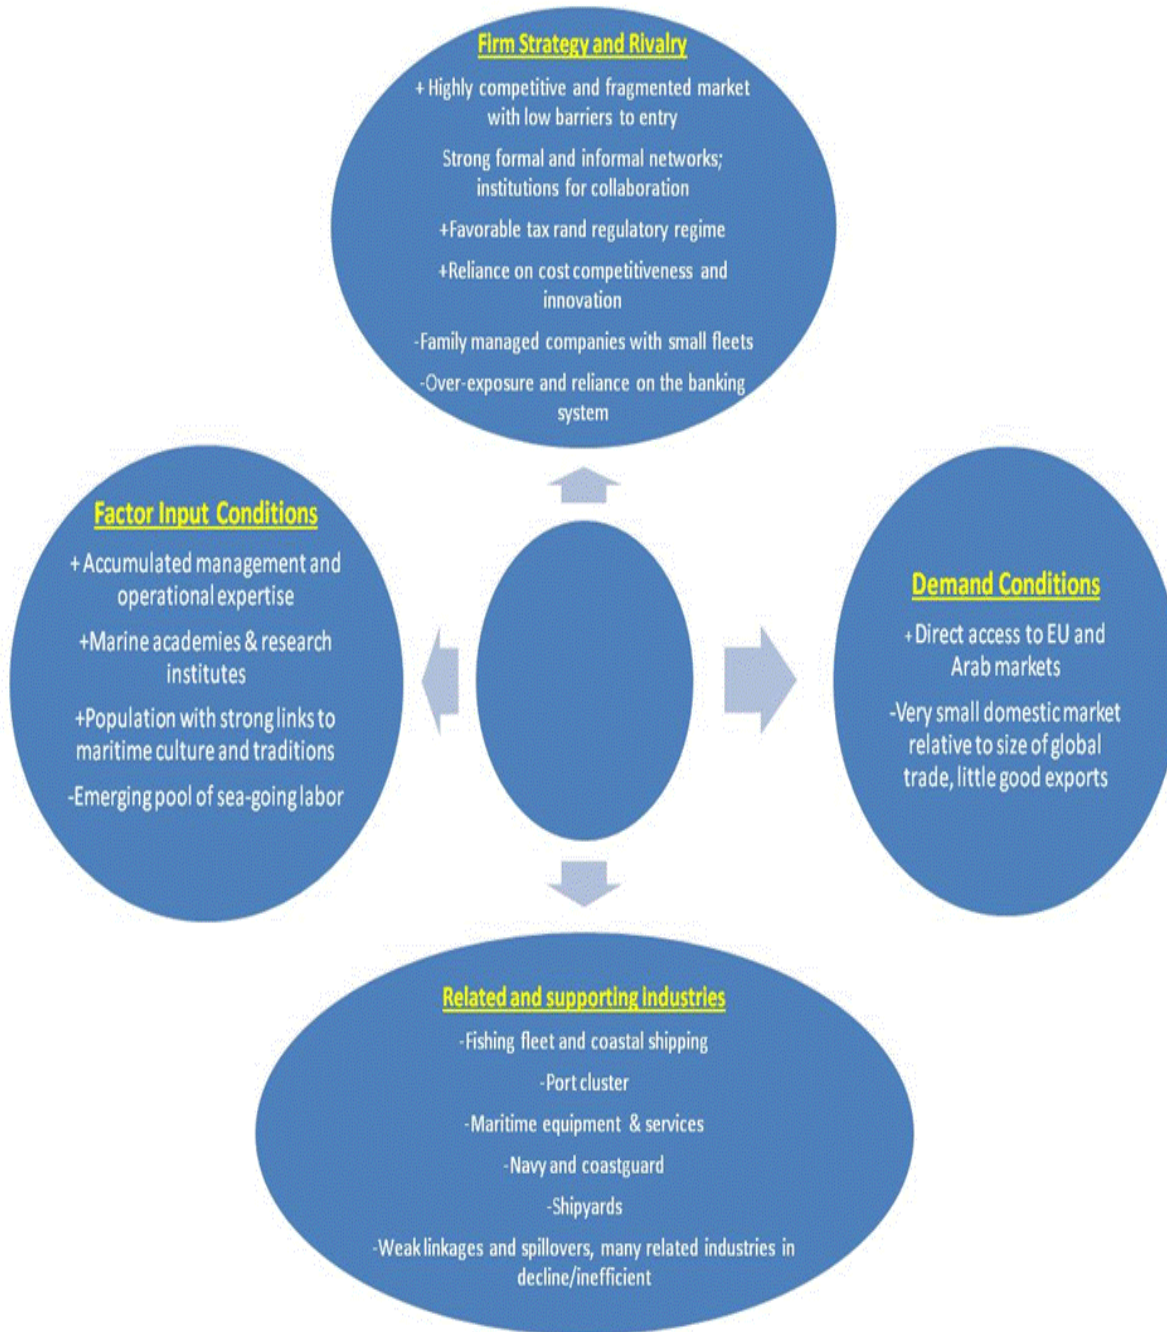 Firm Strategy and Rivalry
+ Highly competitive and fragmented market
with low barriers to entry
Strong formal and informal networks;
institutions for collaboration
+Favorable tax rand regulatory regime
+Reliance on cost competitiveness and
innovation
-Family managed companies with small fleets
-Over-exposure and reliance on the banking
system
Factor Input Conditions
+ Accumulated management and
operational expertise
+Marine academies & research
institutes
+Population with strong links to
maritime culture and traditions
-Emerging pool of sea-going labor
Demand Conditions
+Direct access to EU and
Arab markets
-Very small domestic market
relative to size of global
trade, little good exports
Related and supporting industries
-Fishing fleet and coastal shipping
-Port cluster
-Maritime equipment & services
-Navy and coastguard
-Shipyards
-Weak linkages and spillovers, many related industries in
decline/inefficient